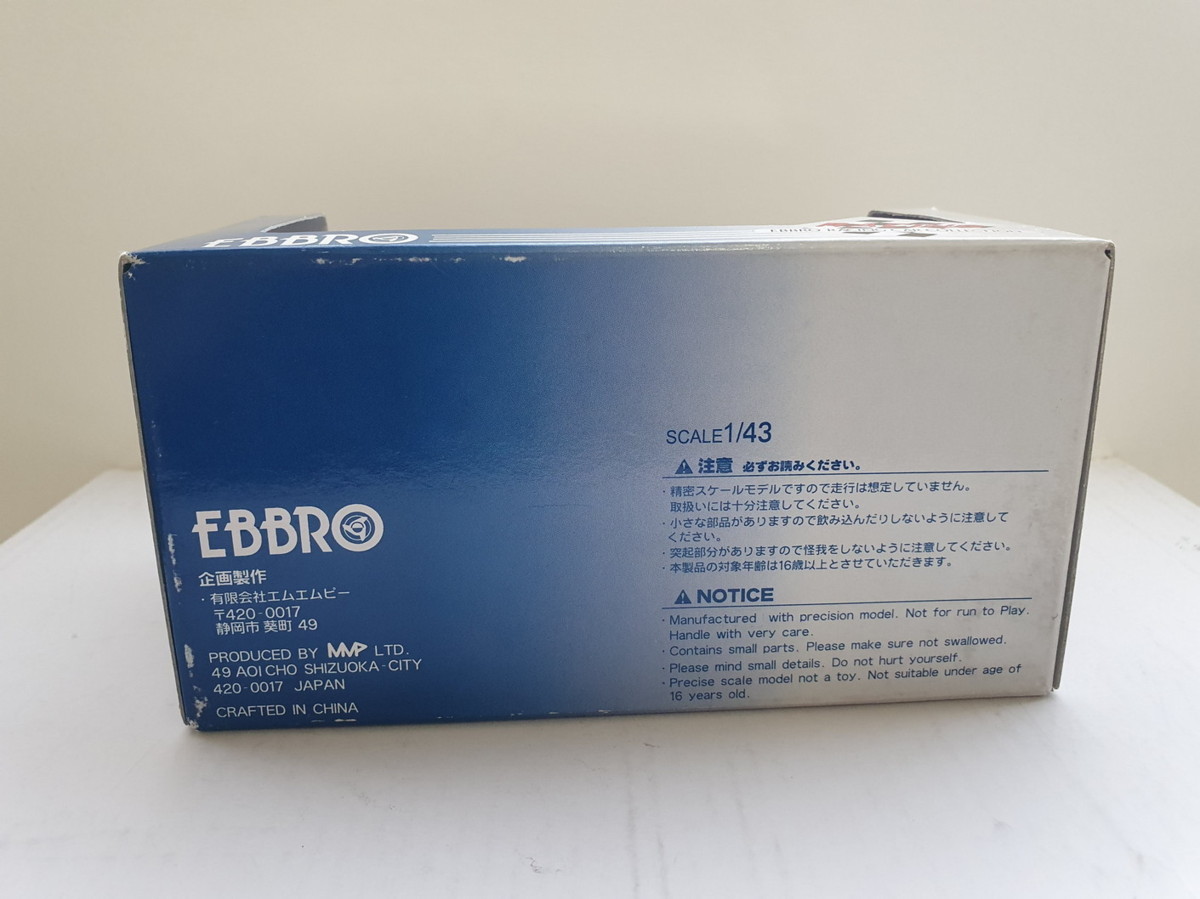 EBBRO
SCALE1/43
注意 必ずお読みください。
・精密スケールモデルですので走行は想定していません。
取扱いには十分注意してください。
・小さな部品がありますので飲み込んだりしないように注意して
ください。
・突起部分がありますので怪我をしないように注意してください。
・本製品の対象年齢は16歳以上とさせていただきます。
NOTICE
・Manufactured with precision model. Not for run to Play.
Handle with very care.
・Contains small parts. Please make sure not swallowed.
・Please mind small details. Do not hurt yourself.
・Precise scale model not a toy. Not suitable under age of
16 years old.
EBBRO
企画製作
・有限会社エムエムピー
〒420-0017
静岡市 葵町 49
PRODUCED BY MMP LTD.
49 AOI CHO SHIZUOKA-CITY
420-0017 JAPAN
CRAFTED IN CHINA